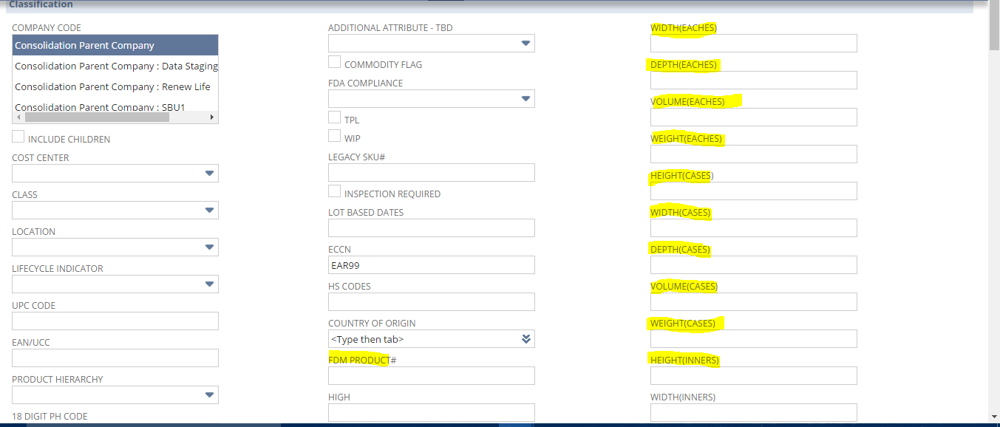 Classification
COMPANY CODE
Consolidation Parent Company
Consolidation Parent Company : Data Staging
Consolidation Parent Company : Renew Life
Consolidation Parent Company : SBU1
INCLUDE CHILDREN
COST CENTER
CLASS
LOCATION
LIFECYCLE INDICATOR
UPC CODE
EAN/UCC
PRODUCT HIERARCHY
18 DIGIT PH CODE
ADDITIONAL ATTRIBUTE - TBD
COMMODITY FLAG
FDA COMPLIANCE
TPL
WIP
LEGACY SKU#
INSPECTION REQUIRED
LOT BASED DATES
ECCN
EAR99
HS CODES
COUNTRY OF ORIGIN
<Type then tab>
FDM PRODUCT#
HIGH
WIDTH(EACHES)
DEPTH(EACHES)
VOLUME(EACHES)
WEIGHT(EACHES)
HEIGHT(CASES)
WIDTH(CASES)
DEPTH(CASES)
VOLUME(CASES)
WEIGHT(CASES)
HEIGHT(INNERS)
WIDTH(INNERS)